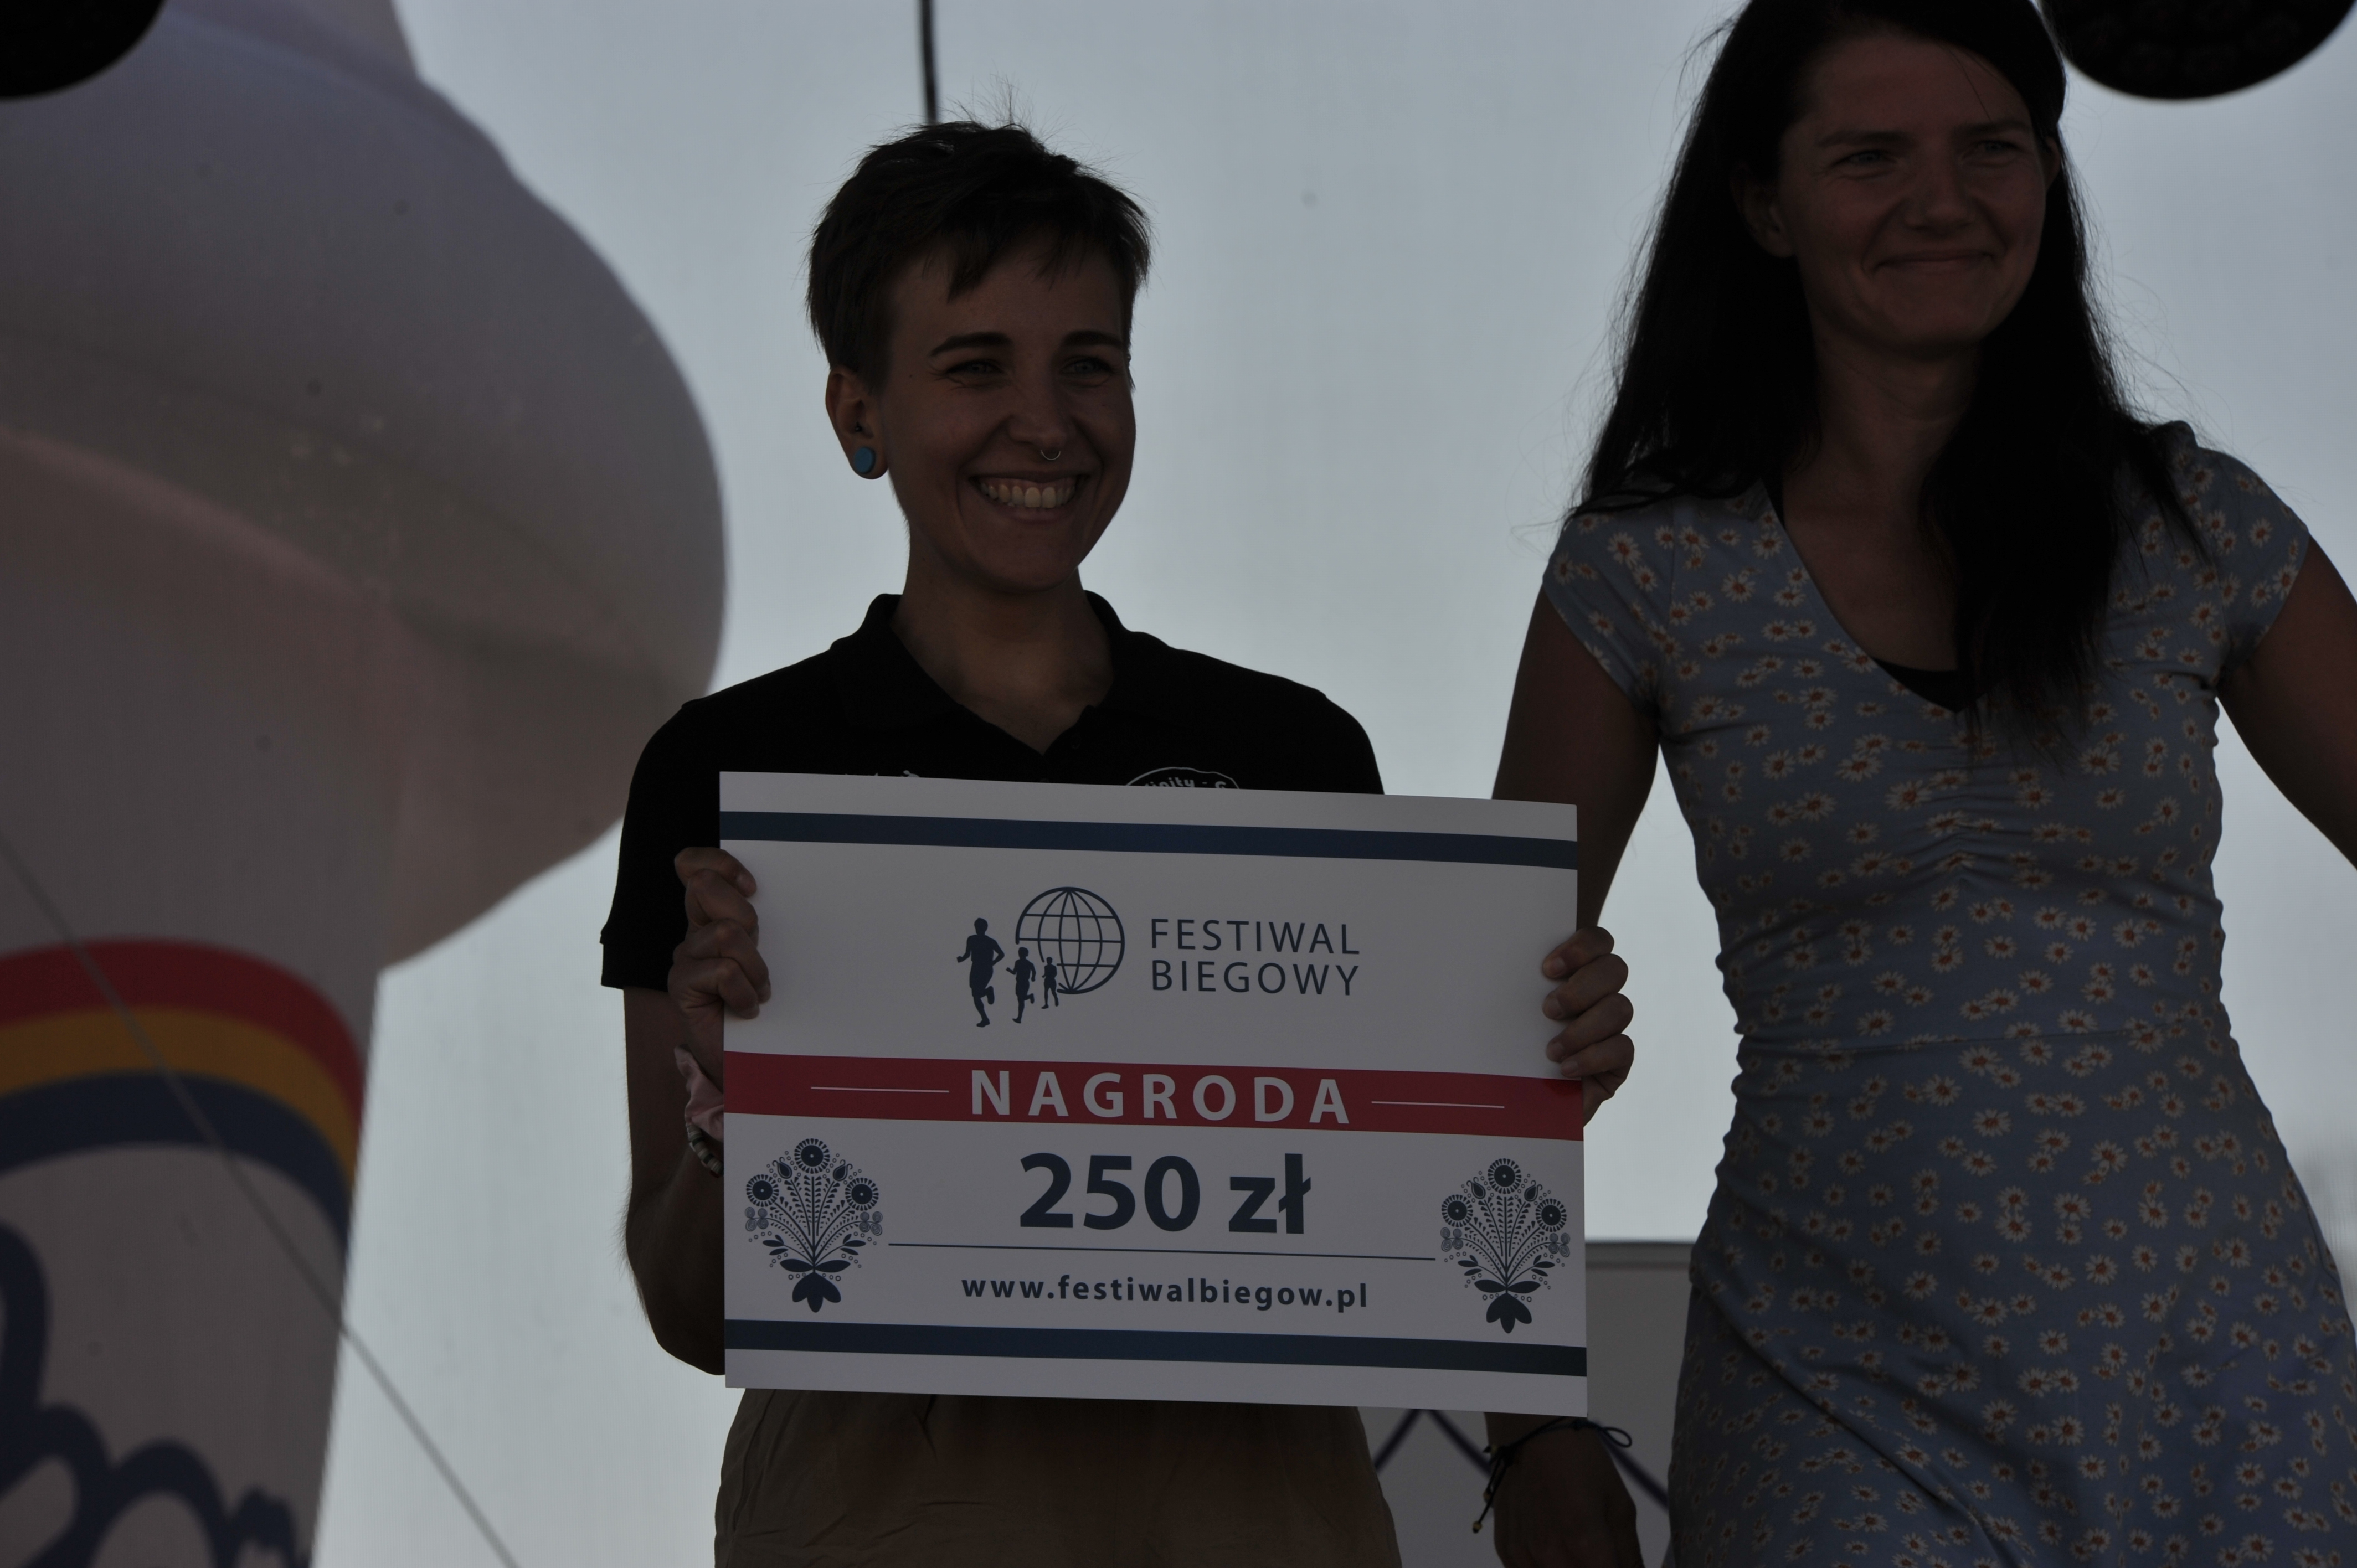 FESTIWAL
BIEGOWY
NAGRODA
250 zł
www.festiwalbiegow.pl